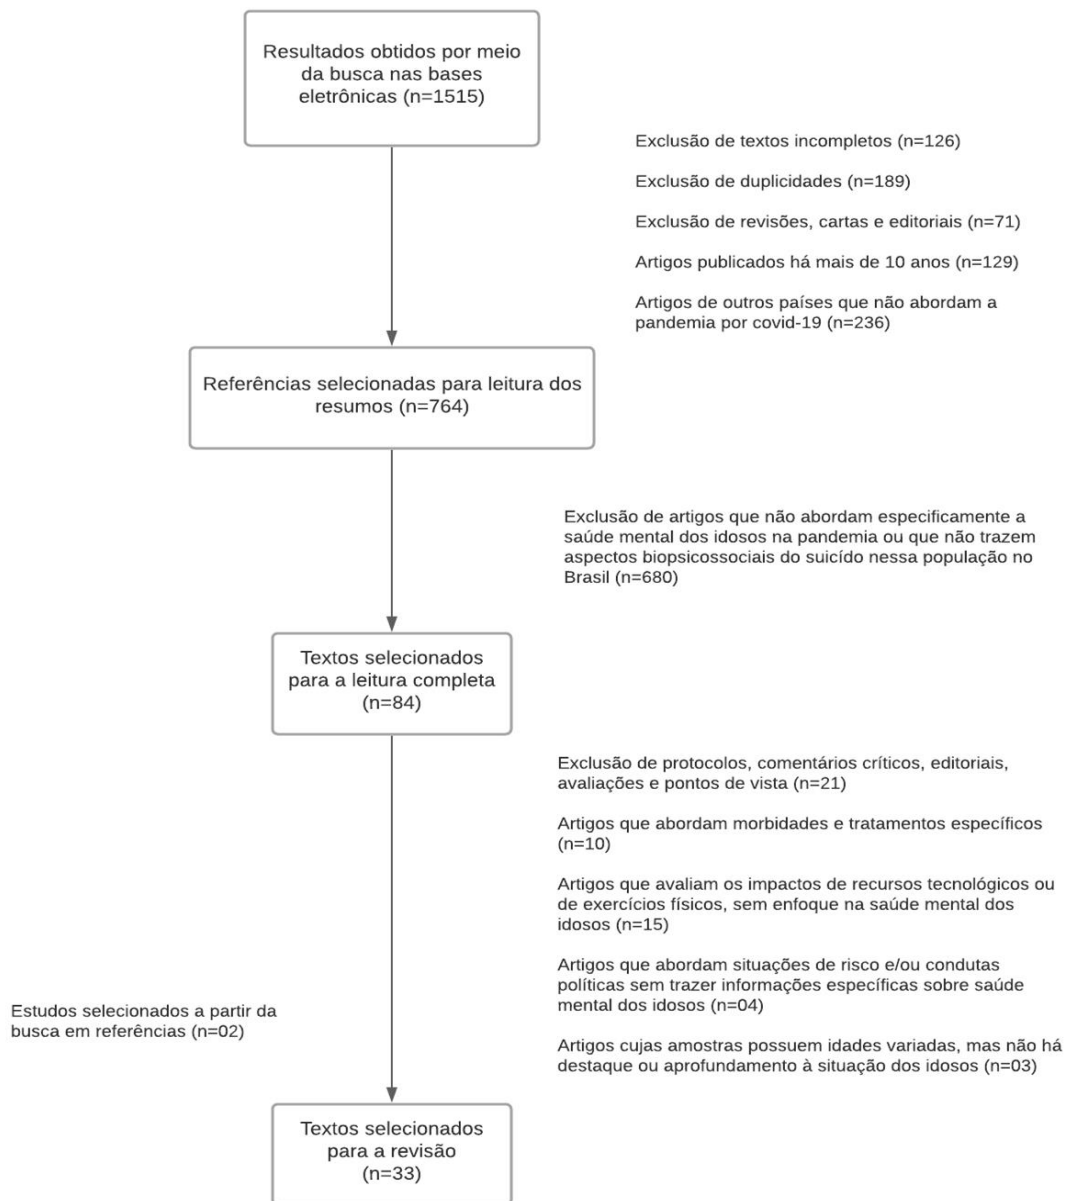 Resultados obtidos por meio
da busca nas bases
eletrônicas (n=1515)
Exclusão de textos incompletos (n=126)
Exclusão de duplicidades (n=189)
Exclusão de revisões, cartas e editoriais (n=71)
Artigos publicados há mais de 10 anos (n=129)
Artigos de outros países que não abordam a
pandemia por covid-19 (n=236)
Referências selecionadas para leitura dos
resumos (n=764)
Exclusão de artigos que não abordam especificamente a
saúde mental dos idosos na pandemia ou que não trazem
aspectos biopsicossociais do suicído nessa população no
Brasil (n=680)
Textos selecionados
para a leitura completa
(n=84)
Exclusão de protocolos, comentários críticos, editoriais,
avaliações e pontos de vista (n=21)
Artigos que abordam morbidades e tratamentos específicos
(n=10)
Artigos que avaliam os impactos de recursos tecnológicos ou
de exercícios físicos, sem enfoque na saúde mental dos
idosos (n=15)
Artigos que abordam situações de risco e/ou condutas
políticas sem trazer informações específicas sobre saúde
mental dos idosos (n=04)
Artigos cujas amostras possuem idades variadas, mas não há
destaque ou aprofundamento à situação dos idosos (n=03)
Estudos selecionados a partir da
busca em referências (n=02)
Textos selecionados
para a revisão
(n=33)